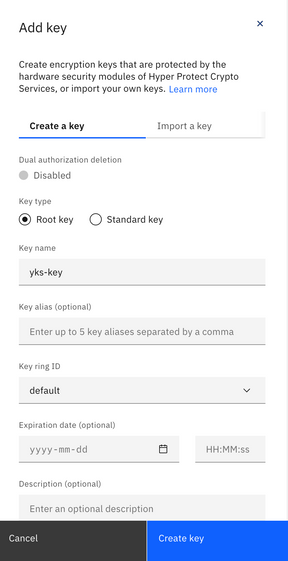 Add key
Create encryption keys that are protected by the
hardware security modules of Hyper Protect Crypto
Services, or import your own keys. Learn more
Create a key
Import a key
Dual authorization deletion
Disabled
Key type
Root key
Standard key
Key name
yks-key
Key alias (optional)
Enter up to 5 key aliases separated by a comma
Key ring ID
default
Expiration date (optional)
yyyy-mm-dd
HH:MM:ss
Description (optional)
Enter an optional description
Cancel
Create key